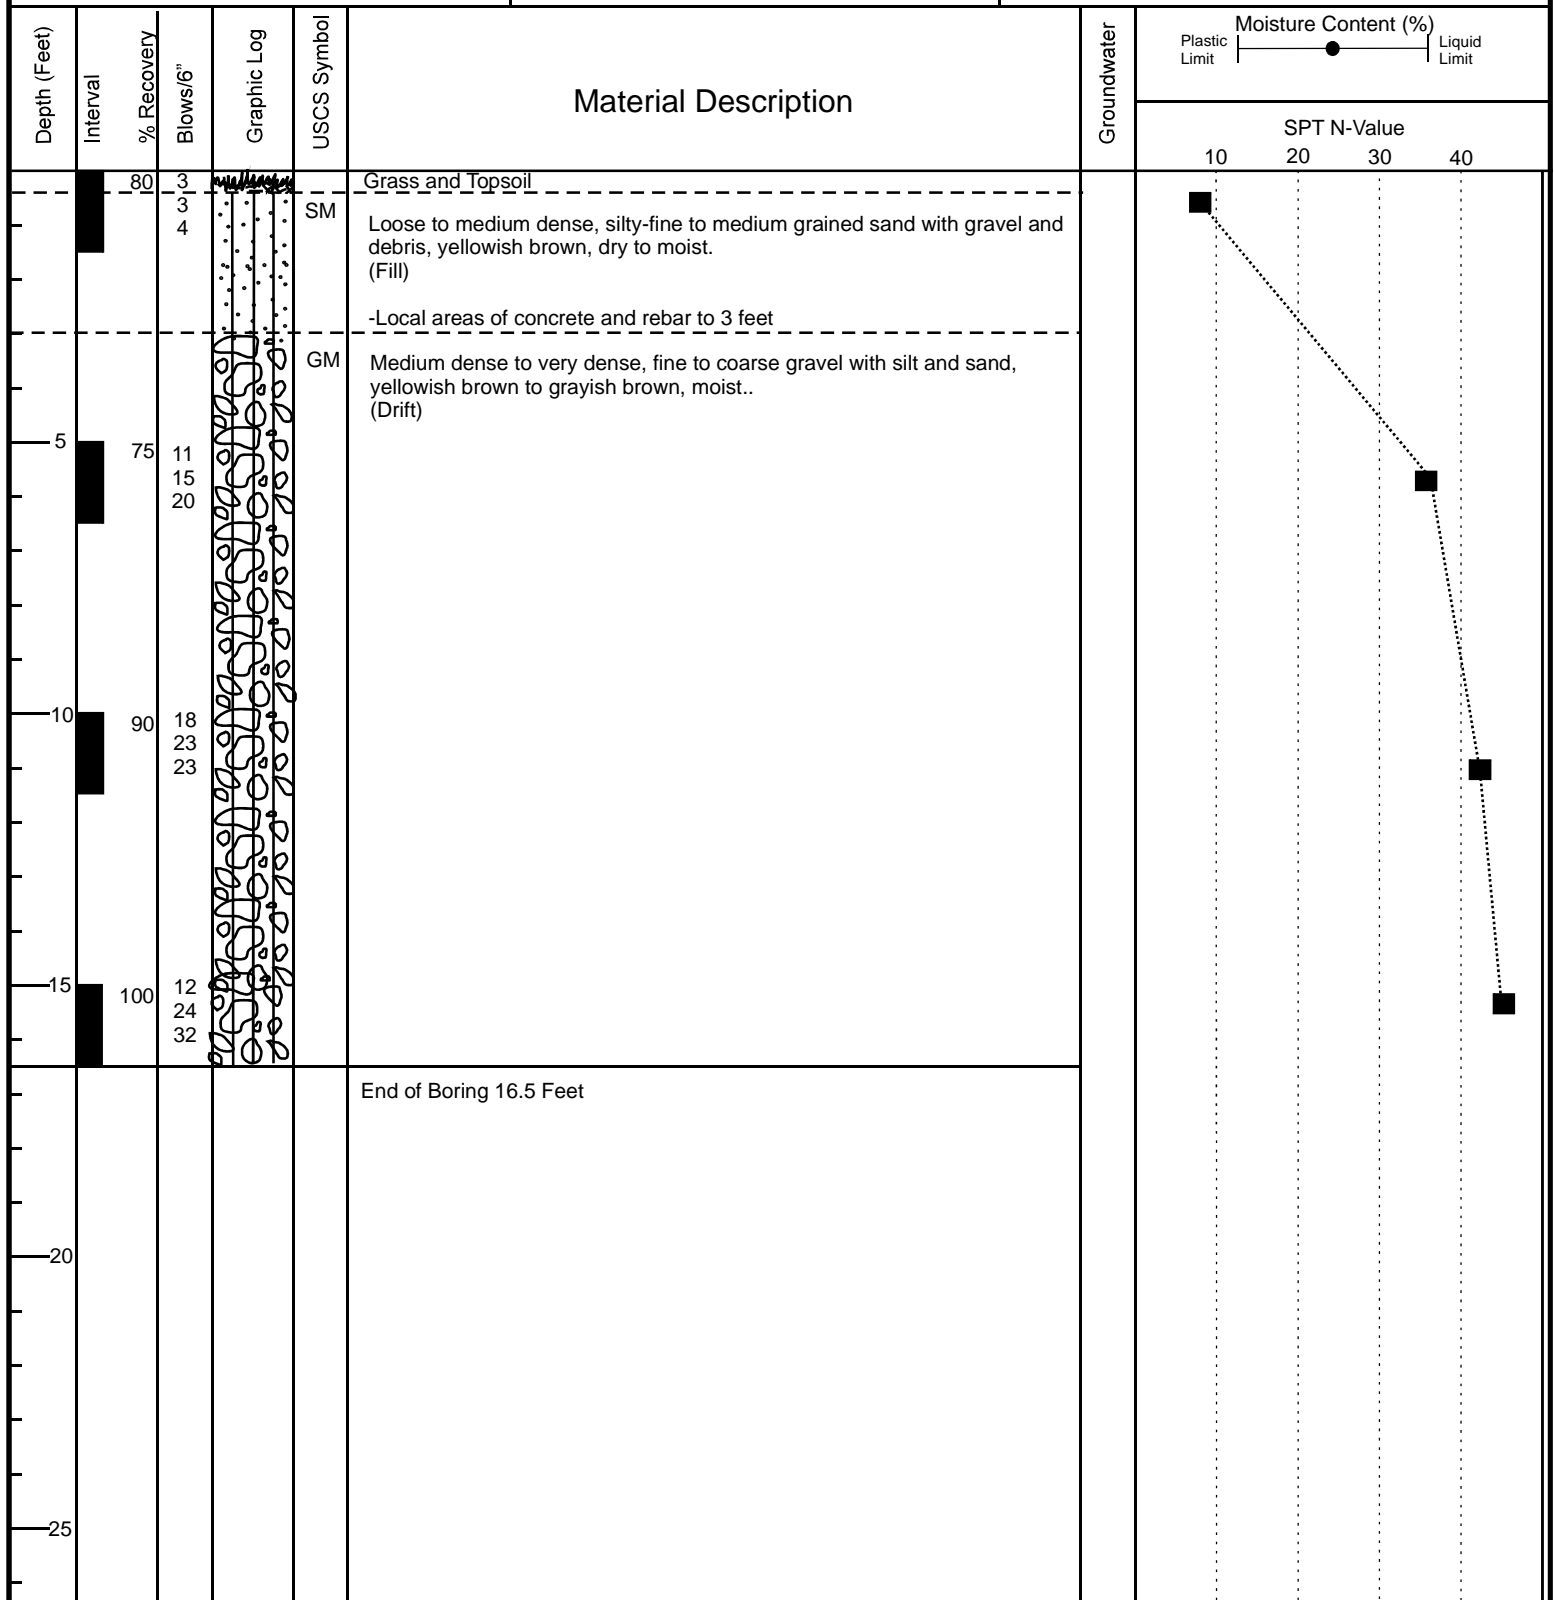 Depth (Feet)
Interval
% Recovery
Blows/6"
Graphic Log
USCS Symbol
Material Description
Groundwater
Moisture Content (%)
Plastic
Limit
Liquid
Limit
SPT N-Value
10 20 30 40
80 3 Grass and Topsoil
3
4
SM
Loose to medium dense, silty-fine to medium grained sand with gravel and
debris, yellowish brown, dry to moist.
(Fill)
-Local areas of concrete and rebar to 3 feet
GM
Medium dense to very dense, fine to coarse gravel with silt and sand,
yellowish brown to grayish brown, moist..
(Drift)
5 75 11
15
20
10 90 18
23
23
15 100 12
24
32
End of Boring 16.5 Feet
20
25